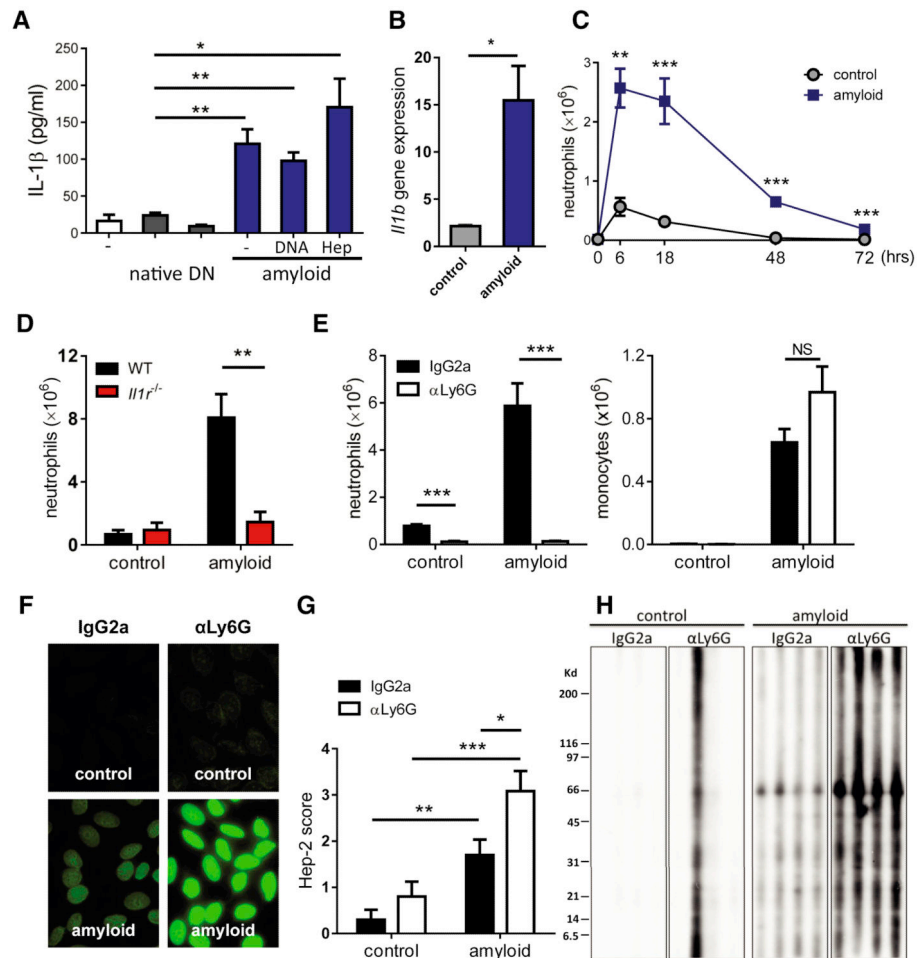 A
IL-1β (pg/ml)
250
200
150
100
50
0
*
**
**
-
-
DNA
Hep
native DN
amyloid
B
Il1b gene expression
20
15
10
5
0
*
control
amyloid
C
neutrophils (×10⁶)
3
2
1
0
**
***
***
***
control
amyloid
0
6
18
48
72
(hrs)
D
neutrophils (×10⁶)
12
8
4
0
WT
Il1r⁻/⁻
**
control
amyloid
E
neutrophils (×10⁶)
8
6
4
2
0
IgG2a
αLy6G
***
***
control
amyloid
monocytes (x10⁶)
1.2
0.8
0.4
0.0
NS
control
amyloid
F
IgG2a
αLy6G
control
control
amyloid
amyloid
G
IgG2a
αLy6G
Hep-2 score
4
3
2
1
0
*
***
**
control
amyloid
H
control
amyloid
IgG2a
αLy6G
IgG2a
αLy6G
Kd
200
116
97
66
45
31
21
14
6.5